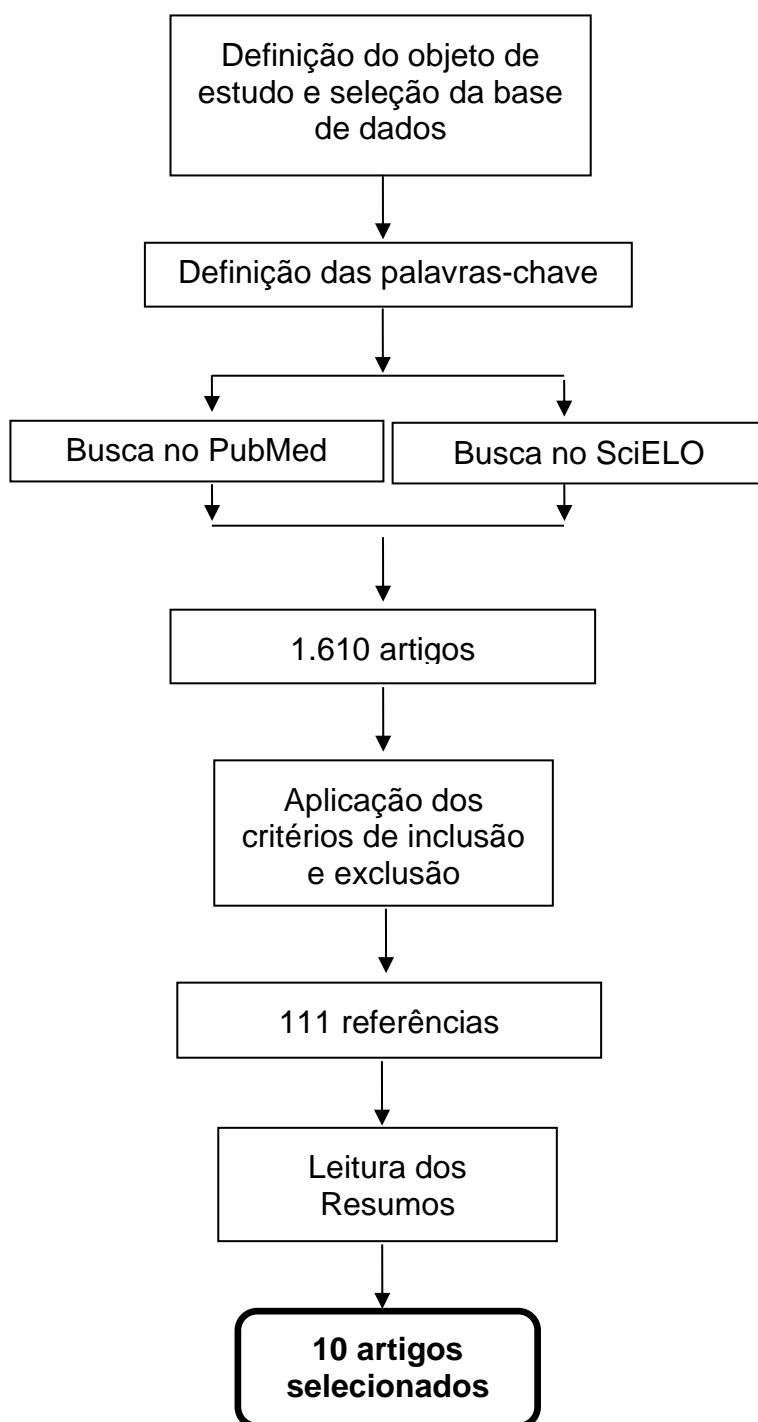 Definição do objeto de
estudo e seleção da base
de dados
Definição das palavras-chave
Busca no PubMed
Busca no SciELO
1.610 artigos
Aplicação dos
critérios de inclusão
e exclusão
111 referências
Leitura dos
Resumos
10 artigos
selecionados